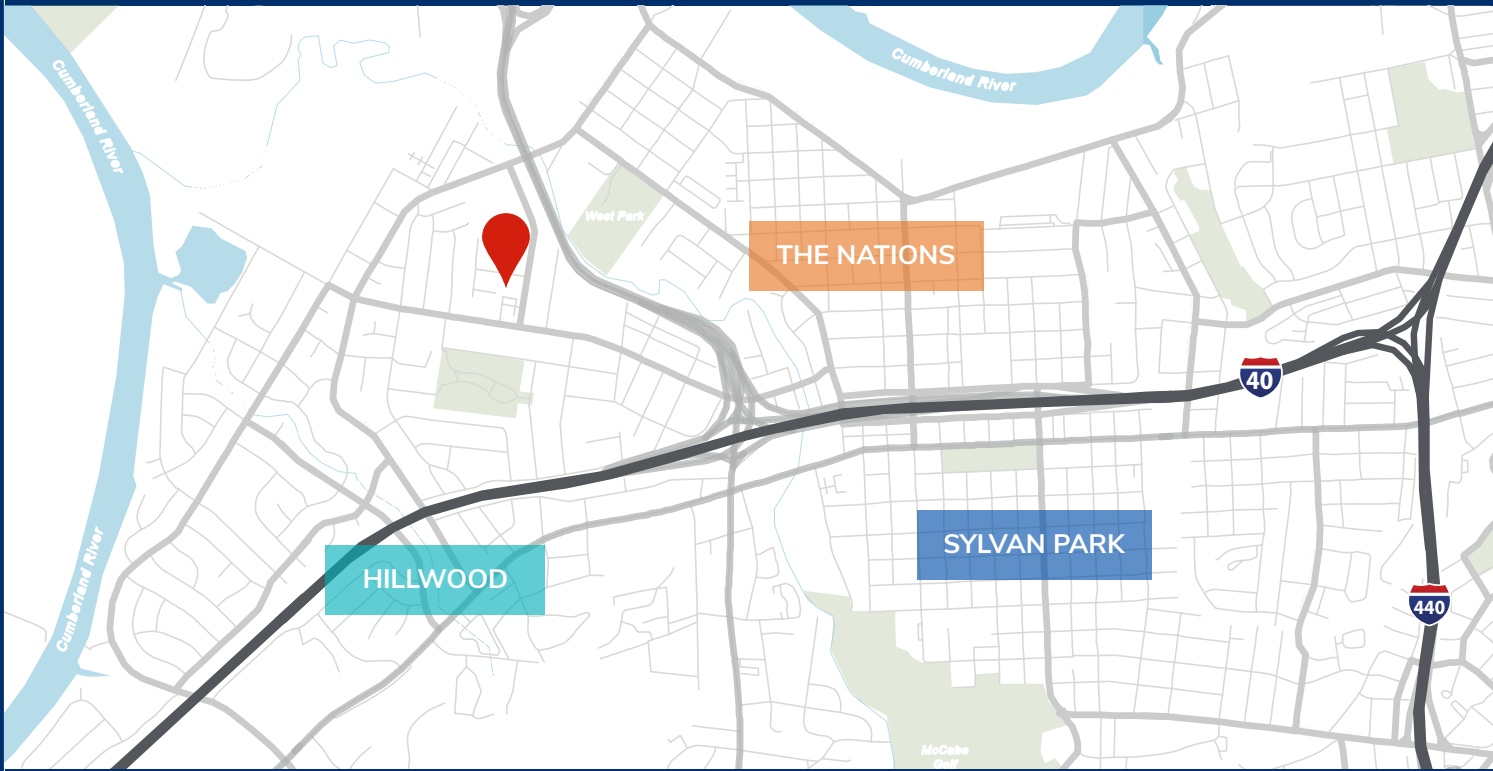 Cumberland River
Cumberland River
West Park
THE NATIONS
40
SYLVAN PARK
HILLWOOD
440
Cumberland River
McCabe
Golf